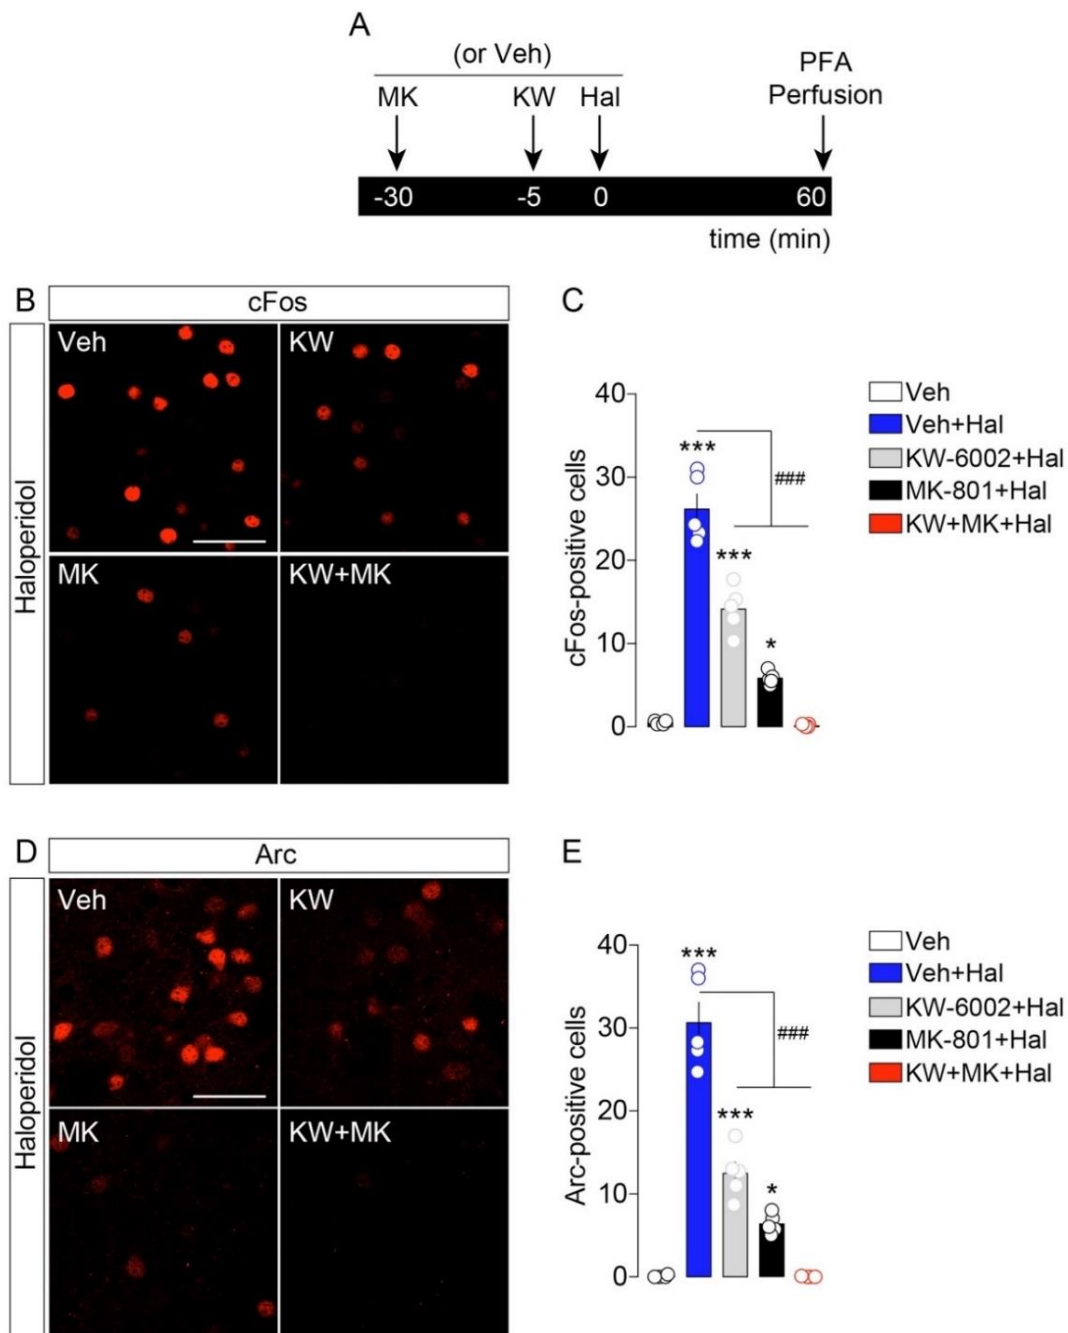 A
(or Veh)
MK KW Hal
PFA
Perfusion
-30 -5 0 60
time (min)
B
cFos
Haloperidol
Veh
KW
MK
KW+MK
C
cFos-positive cells
40
30
20
10
0
***
***
*
###
Veh
Veh+Hal
KW-6002+Hal
MK-801+Hal
KW+MK+Hal
D
Arc
Haloperidol
Veh
KW
MK
KW+MK
E
Arc-positive cells
40
30
20
10
0
***
***
*
###
Veh
Veh+Hal
KW-6002+Hal
MK-801+Hal
KW+MK+Hal